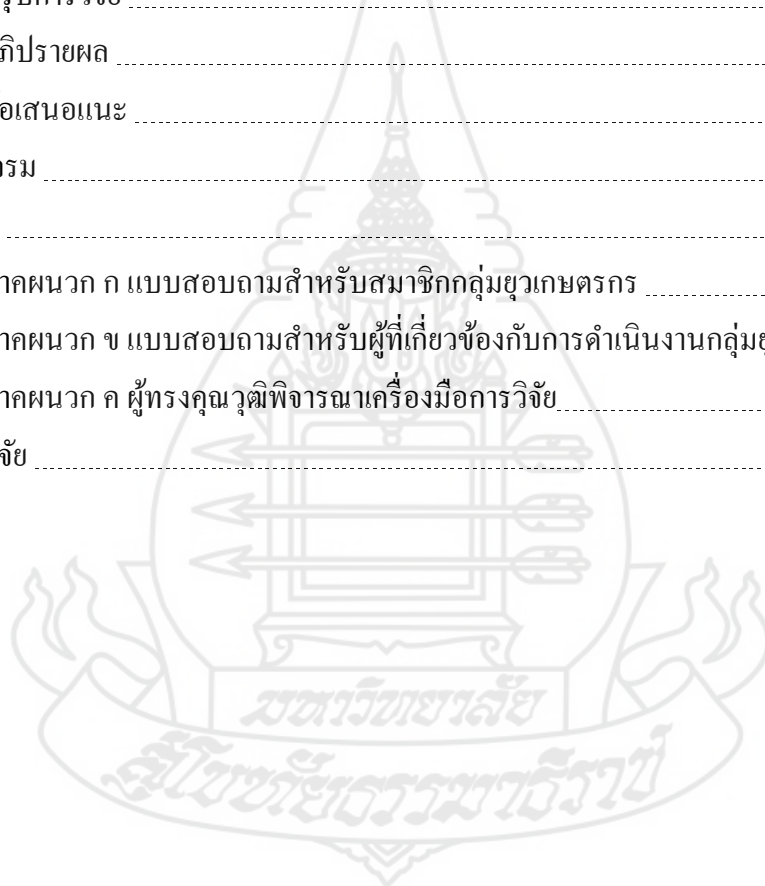 รุปการวิจัย
ภิปรายผล
อเสนอแนะ
กรม
าคผนวก ก แบบสอบถามสำหรับสมาชิกกลุ่มยุวเกษตรกร
าคผนวก ข แบบสอบถามสำหรับผู้ที่เกี่ยวข้องกับการดำเนินงานกลุ่มยุ
าคผนวก ค ผู้ทรงคุณวุฒิพิจารณาเครื่องมือการวิจัย
จัย
มหาวิทยาลัย
สุโขทัยธรรมาธิราช